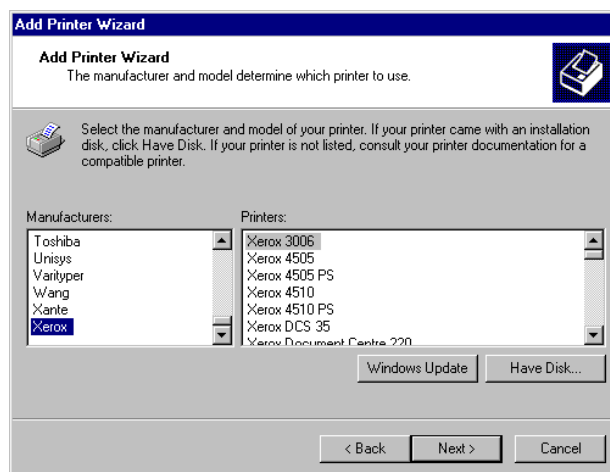 Add Printer Wizard
Add Printer Wizard
The manufacturer and model determine which printer to use.
Select the manufacturer and model of your printer. If your printer came with an installation
disk, click Have Disk. If your printer is not listed, consult your printer documentation for a
compatible printer.
Manufacturers:
Toshiba
Unisys
Varityper
Wang
Xante
Xerox
Printers:
Xerox 3006
Xerox 4505
Xerox 4505 PS
Xerox 4510
Xerox 4510 PS
Xerox DCS 35
Xerox Document Centre 220
Windows Update
Have Disk...
< Back
Next >
Cancel